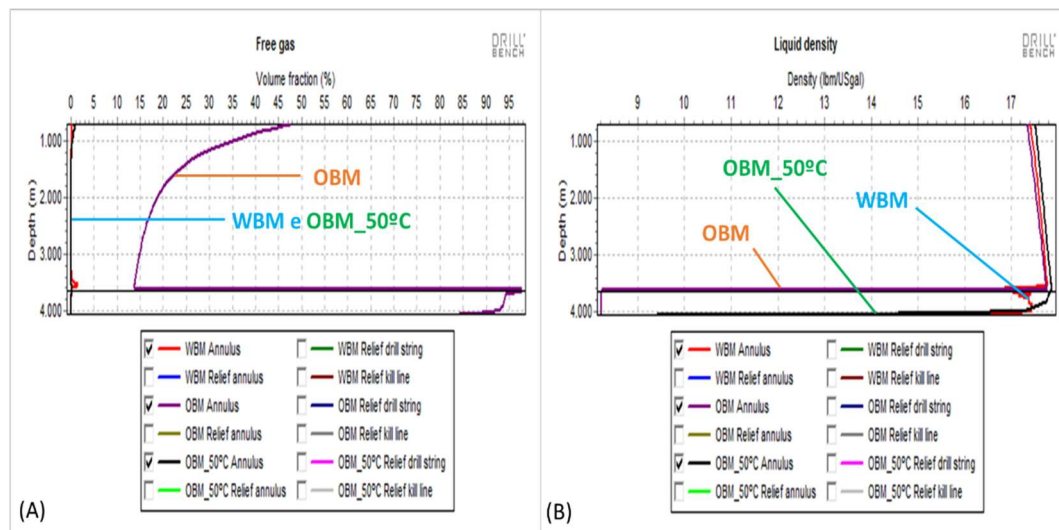 Free gas
DRILL'
BENCH
Volume fraction (%)
0 5 10 15 20 25 30 35 40 45 50 55 60 65 70 75 80 85 90 95
Depth (m)
1.000
2.000
3.000
4.000
OBM
WBM e OBM_50ºC
WBM Annulus
WBM Relief drill string
WBM Relief annulus
WBM Relief kill line
OBM Annulus
OBM Relief drill string
OBM Relief annulus
OBM Relief kill line
OBM_50ºC Annulus
OBM_50ºC Relief drill string
OBM_50ºC Relief annulus
OBM_50ºC Relief kill line
(A)
Liquid density
DRILL'
BENCH
Density (lbm/USgal)
9 10 11 12 13 14 15 16 17
Depth (m)
1.000
2.000
3.000
4.000
OBM_50ºC
WBM
OBM
WBM Annulus
WBM Relief drill string
WBM Relief annulus
WBM Relief kill line
OBM Annulus
OBM Relief drill string
OBM Relief annulus
OBM Relief kill line
OBM_50ºC Annulus
OBM_50ºC Relief drill string
OBM_50ºC Relief annulus
OBM_50ºC Relief kill line
(B)